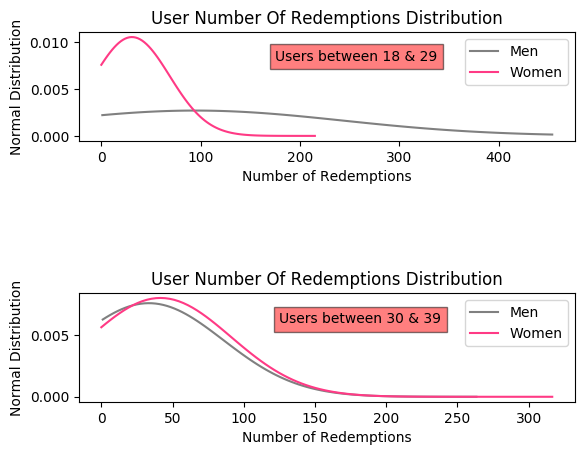 User Number Of Redemptions Distribution
Normal Distribution
0.010
0.005
0.000
Users between 18 & 29
Men
Women
0
100
200
300
400
Number of Redemptions
User Number Of Redemptions Distribution
Normal Distribution
0.005
0.000
Users between 30 & 39
Men
Women
0
50
100
150
200
250
300
Number of Redemptions